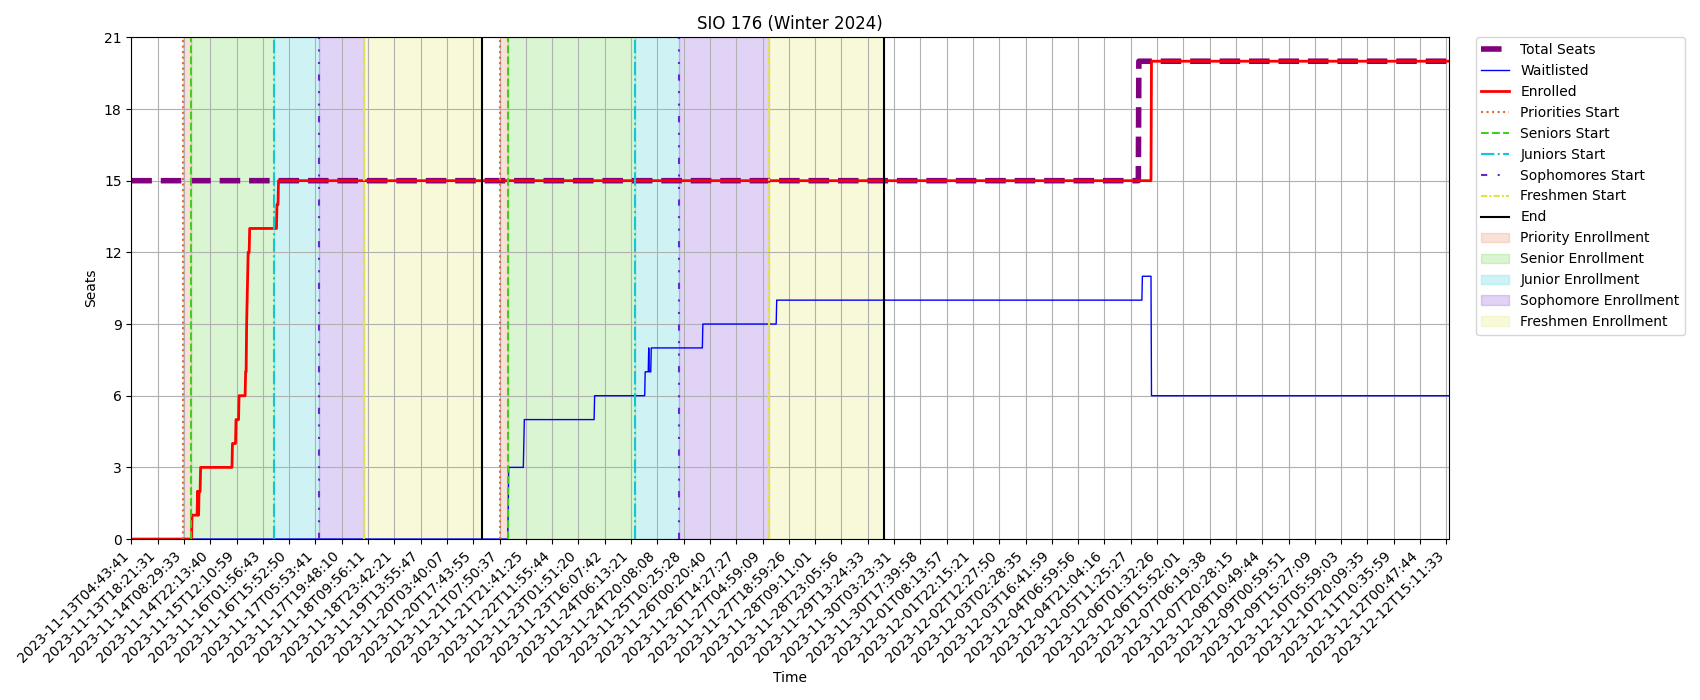 SIO 176 (Winter 2024)
21
18
15
12
9
6
3
0
Seats
2023-11-13T04:43:41
2023-11-13T18:21:31
2023-11-14T08:29:33
2023-11-14T22:13:40
2023-11-15T12:10:59
2023-11-16T01:56:43
2023-11-16T15:52:50
2023-11-17T05:53:41
2023-11-17T19:48:10
2023-11-18T09:56:11
2023-11-18T23:42:21
2023-11-19T13:55:47
2023-11-20T03:40:07
2023-11-20T17:43:55
2023-11-21T07:50:37
2023-11-21T21:41:25
2023-11-22T11:55:44
2023-11-23T01:51:20
2023-11-23T16:07:42
2023-11-24T06:13:21
2023-11-24T20:08:08
2023-11-25T10:25:28
2023-11-26T00:20:40
2023-11-26T14:27:27
2023-11-27T04:59:09
2023-11-27T18:59:26
2023-11-28T09:11:01
2023-11-28T23:05:56
2023-11-29T13:24:33
2023-11-30T03:23:31
2023-11-30T17:39:58
2023-12-01T08:13:57
2023-12-01T22:15:21
2023-12-02T12:27:50
2023-12-03T02:28:35
2023-12-03T16:41:59
2023-12-04T06:59:56
2023-12-04T21:04:16
2023-12-05T11:25:27
2023-12-06T01:32:26
2023-12-06T15:52:01
2023-12-07T06:19:38
2023-12-07T20:28:15
2023-12-08T10:49:44
2023-12-09T00:59:51
2023-12-09T15:27:09
2023-12-10T05:59:03
2023-12-10T20:09:35
2023-12-11T10:35:59
2023-12-12T00:47:44
2023-12-12T15:11:33
Time
Total Seats
Waitlisted
Enrolled
Priorities Start
Seniors Start
Juniors Start
Sophomores Start
Freshmen Start
End
Priority Enrollment
Senior Enrollment
Junior Enrollment
Sophomore Enrollment
Freshmen Enrollment